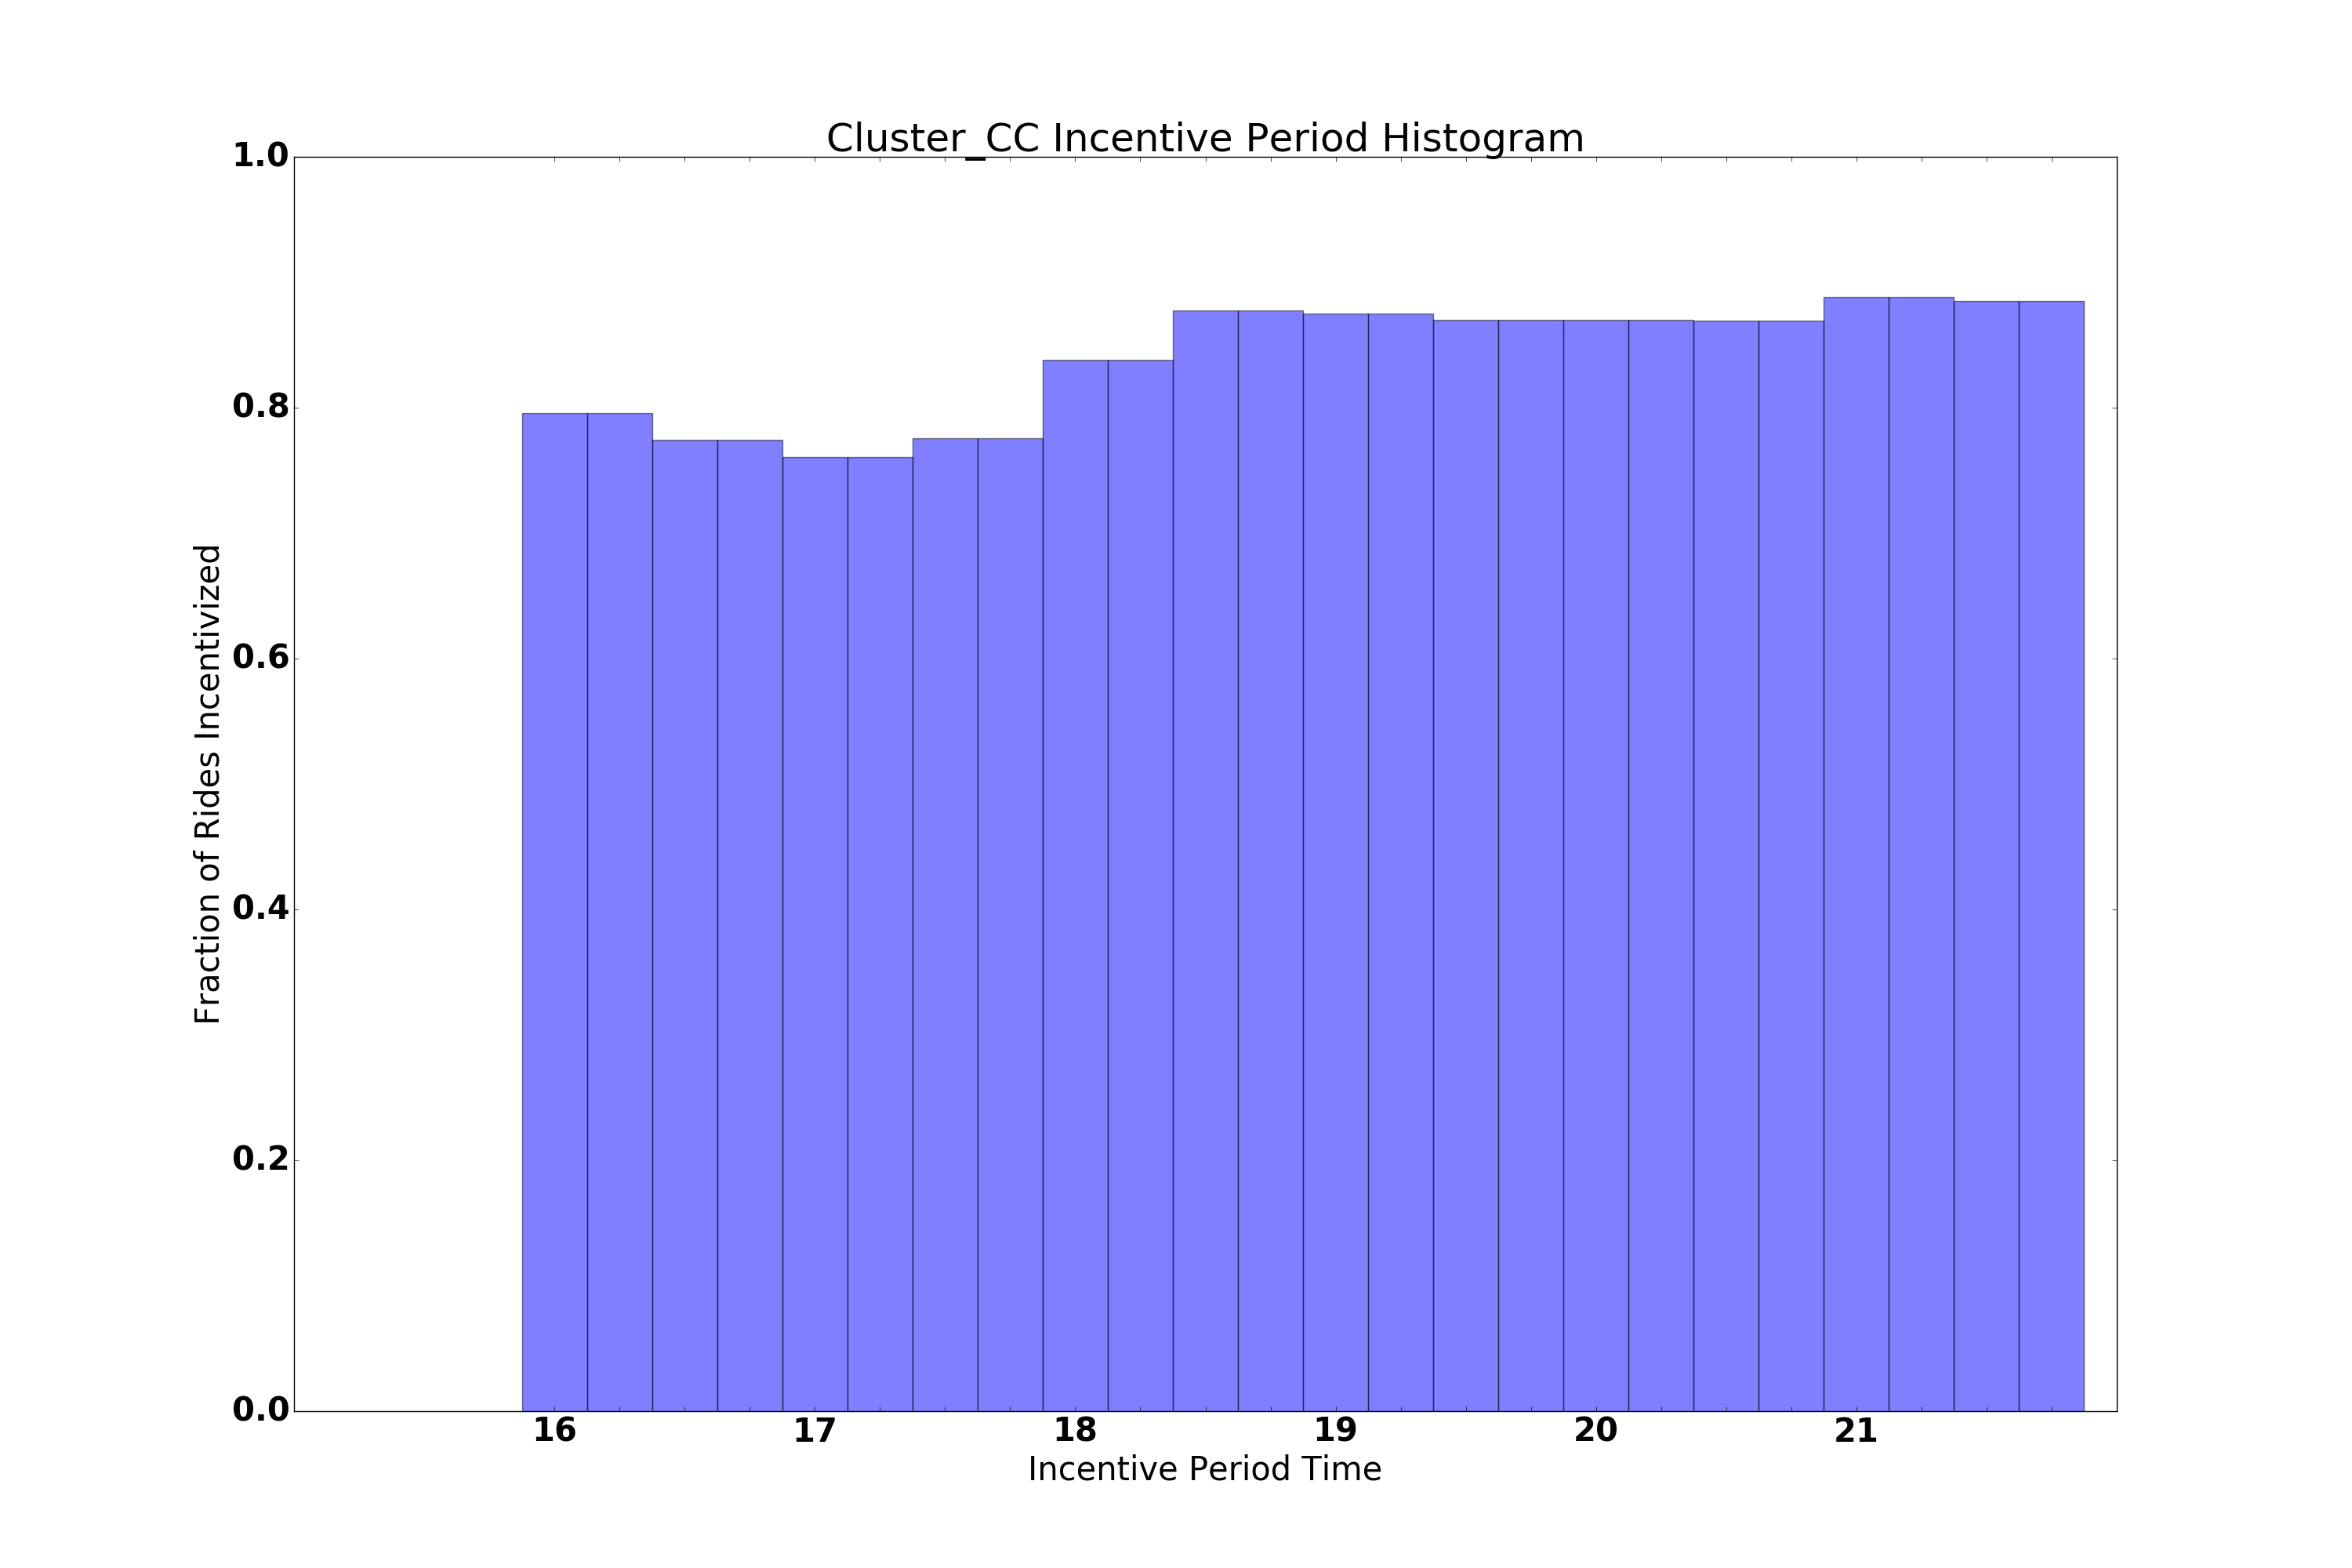 Cluster_CC Incentive Period Histogram
1.0
0.8
0.6
0.4
0.2
0.0
Fraction of Rides Incentivized
16 17 18 19 20 21
Incentive Period Time